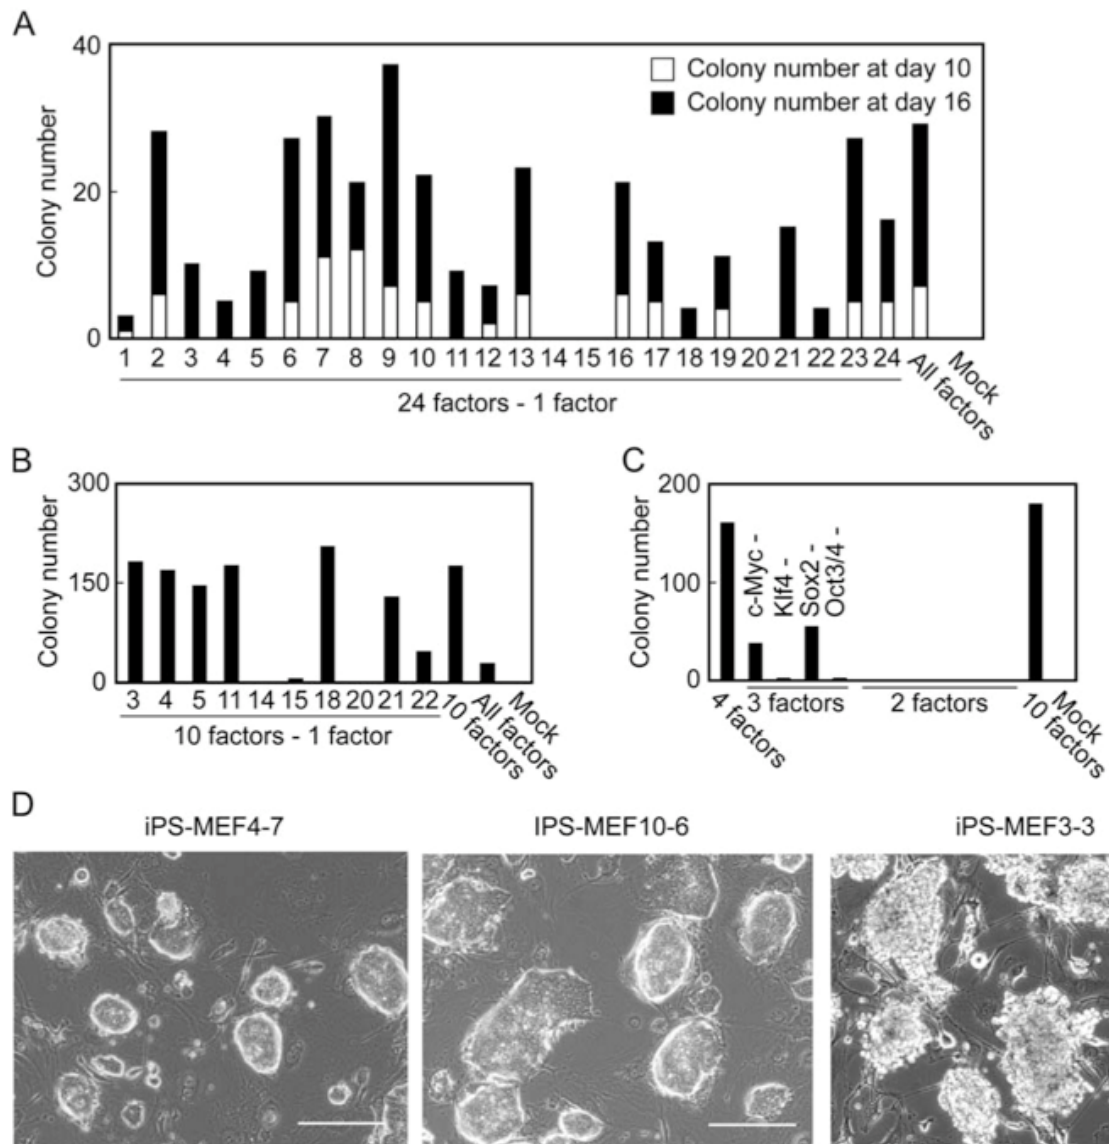 A
40
20
0
Colony number
Colony number at day 10
Colony number at day 16
1 2 3 4 5 6 7 8 9 10 11 12 13 14 15 16 17 18 19 20 21 22 23 24 All factors Mock
24 factors - 1 factor
B
300
150
0
Colony number
3 4 5 11 14 15 18 20 21 22 10 factors All factors Mock
10 factors - 1 factor
C
200
100
0
Colony number
c-Myc -
Klf4 -
Sox2 -
Oct3/4 -
4 factors 3 factors 2 factors 10 factors Mock
D
iPS-MEF4-7
IPS-MEF10-6
iPS-MEF3-3